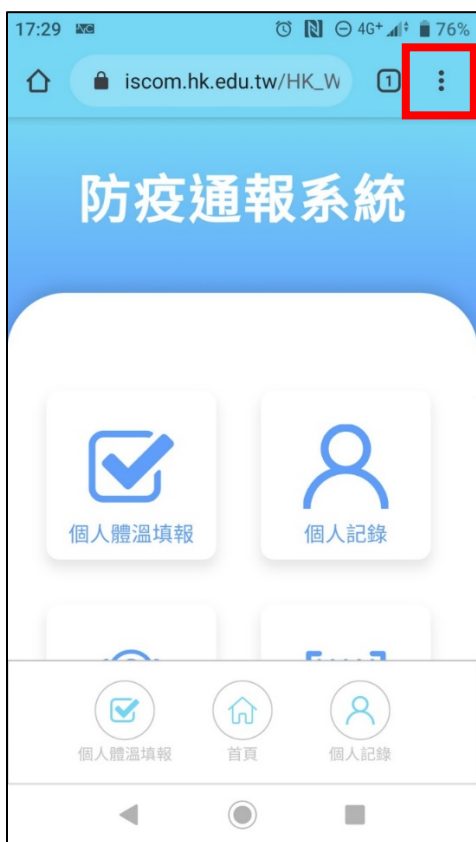 17:29
4G+
76%
iscom.hk.edu.tw/HK_W
1
防疫通報系統
個人體溫填報
個人記錄
個人體溫填報
首頁
個人記錄